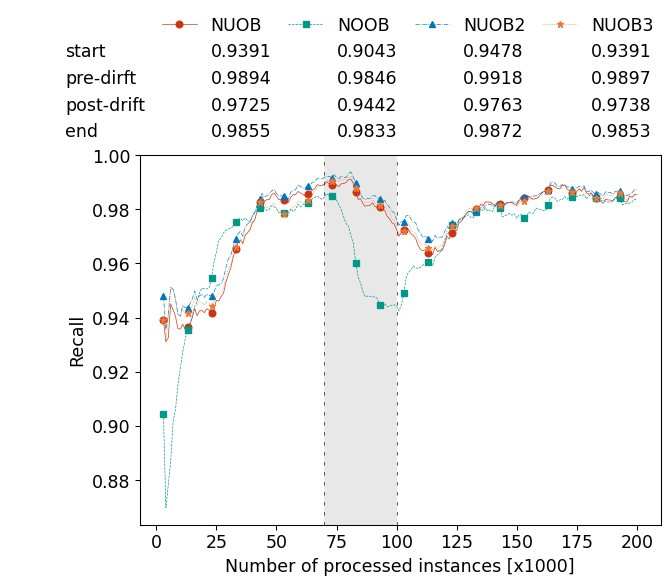 NUOB NOOB NUOB2 NUOB3
start 0.9391 0.9043 0.9478 0.9391
pre-dirft 0.9894 0.9846 0.9918 0.9897
post-drift 0.9725 0.9442 0.9763 0.9738
end 0.9855 0.9833 0.9872 0.9853
1.00
0.98
0.96
0.94
0.92
0.90
0.88
Recall
0 25 50 75 100 125 150 175 200
Number of processed instances [x1000]